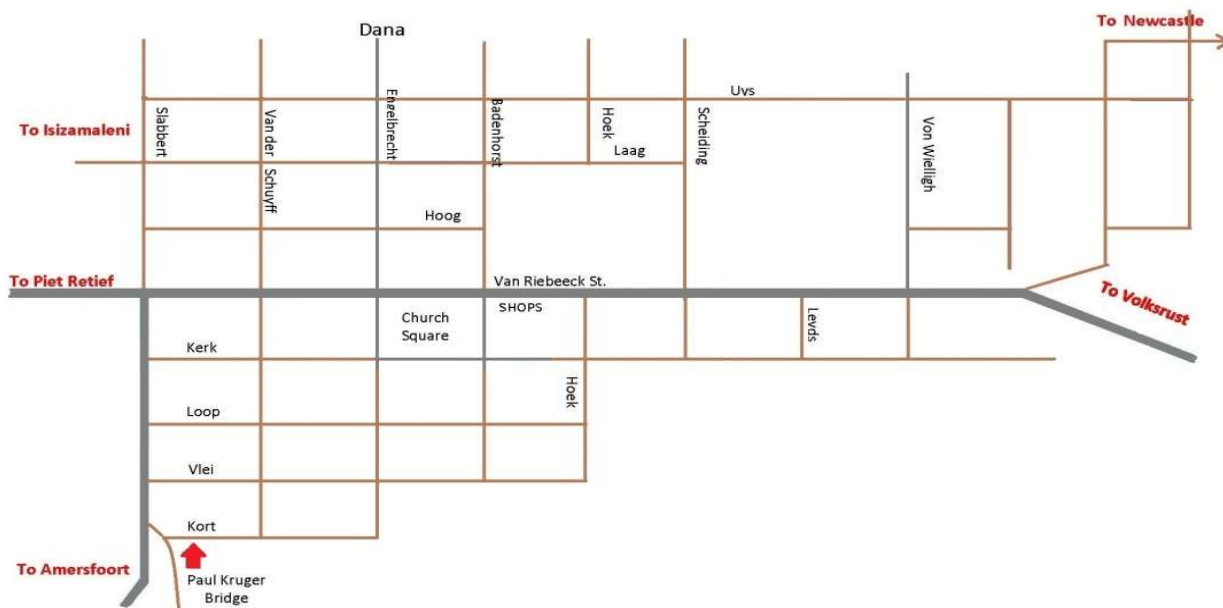 Dana
To Newcastle
Uys
To Isizamaleni
Slabbert
Van der
Schuyff
Engelbrecht
Badenhorst
Hoek
Laag
Scheiding
Von Wielligh
Hoog
To Piet Retief
Van Riebeeck St.
SHOPS
To Volksrust
Church
Square
Leyds
Kerk
Hoek
Loop
Vlei
Kort
To Amersfoort
Paul Kruger
Bridge